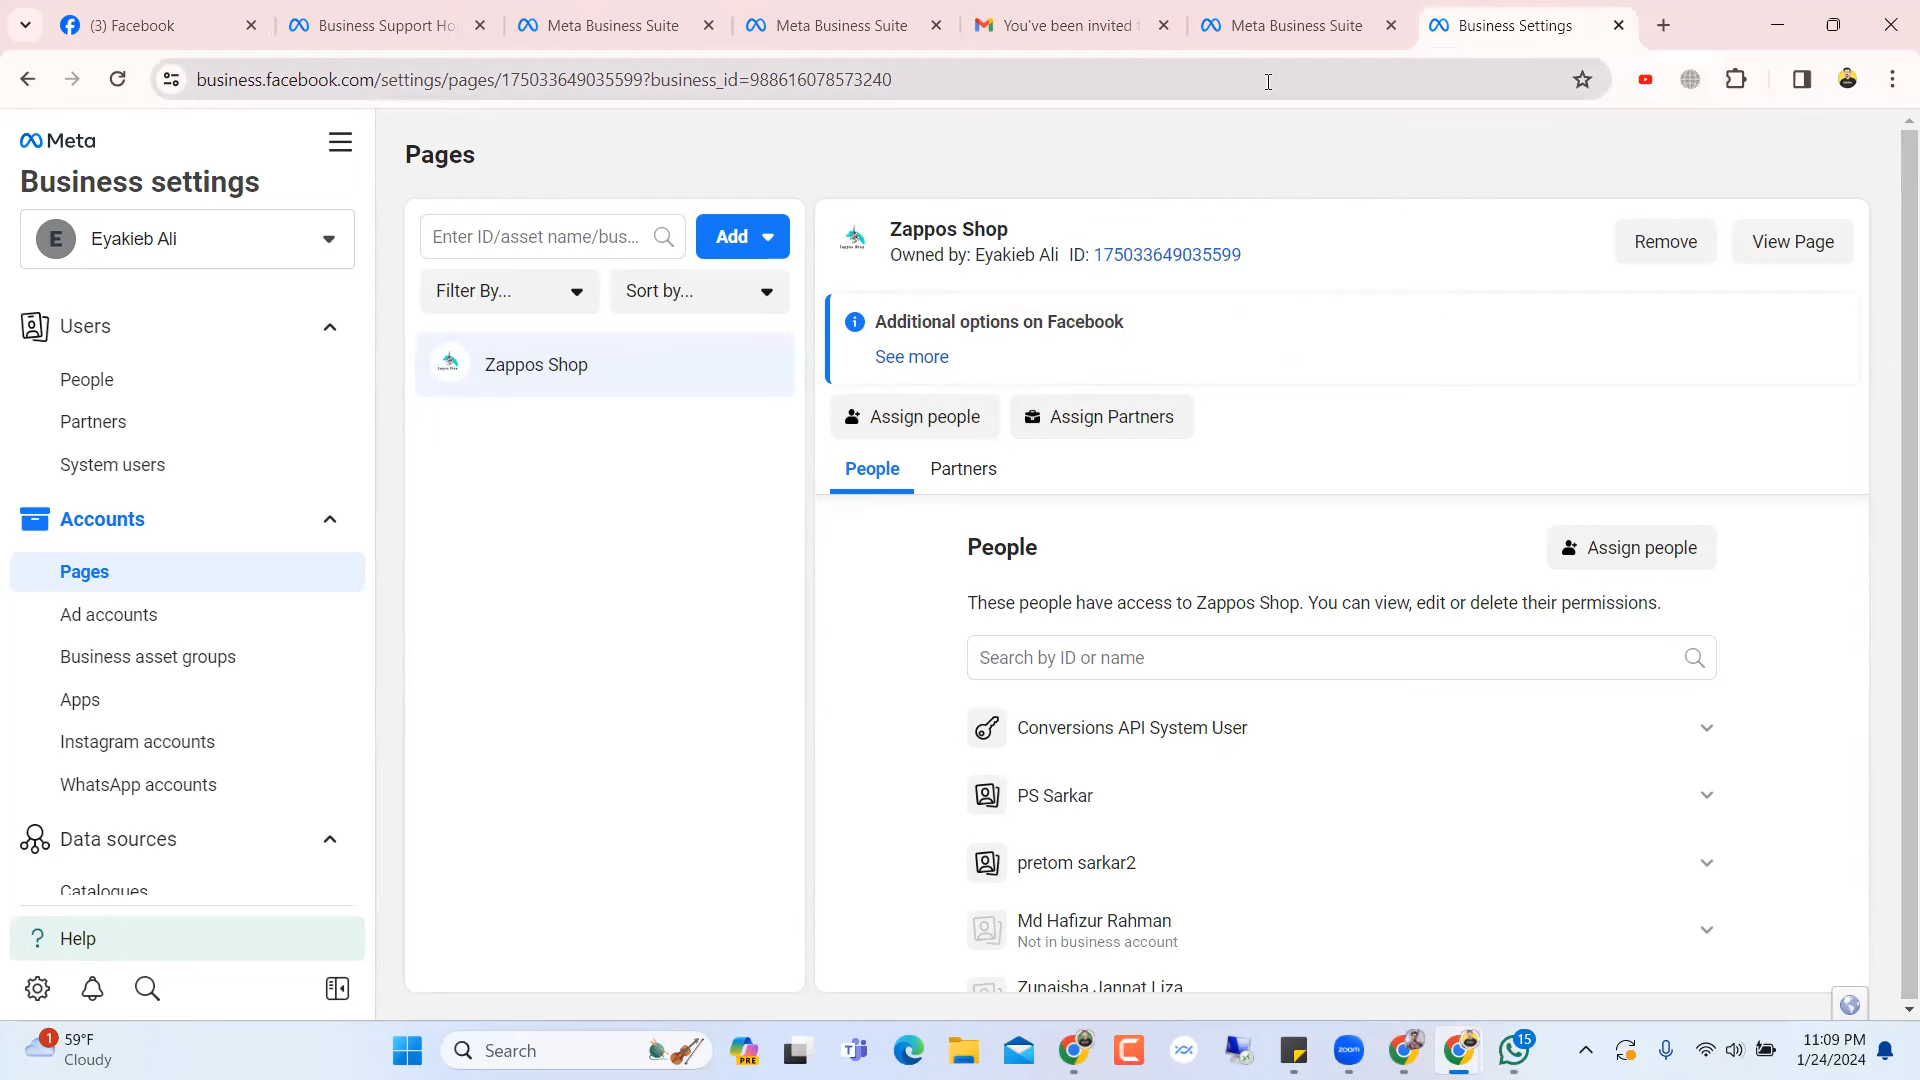 (3) Facebook
Business Support Ho
Meta Business Suite
Meta Business Suite
You've been invited t
Meta Business Suite
Business Settings
business.facebook.com/settings/pages/175033649035599?business_id=988616078573240
Meta
Business settings
E
Eyakieb Ali
Users
People
Partners
System users
Accounts
Pages
Ad accounts
Business asset groups
Apps
Instagram accounts
WhatsApp accounts
Data sources
Catalogues
? Help
Pages
Enter ID/asset name/bus...
Add
Filter By...
Sort by...
Zappos Shop
Zappos Shop
Owned by: Eyakieb Ali ID: 175033649035599
Remove
View Page
Additional options on Facebook
See more
Assign people
Assign Partners
People
Partners
People
Assign people
These people have access to Zappos Shop. You can view, edit or delete their permissions.
Search by ID or name
Conversions API System User
PS Sarkar
pretom sarkar2
Md Hafizur Rahman
Not in business account
Zunaisha Jannat Liza
1
59°F
Cloudy
Search
PRE
zoom
15
11:09 PM
1/24/2024